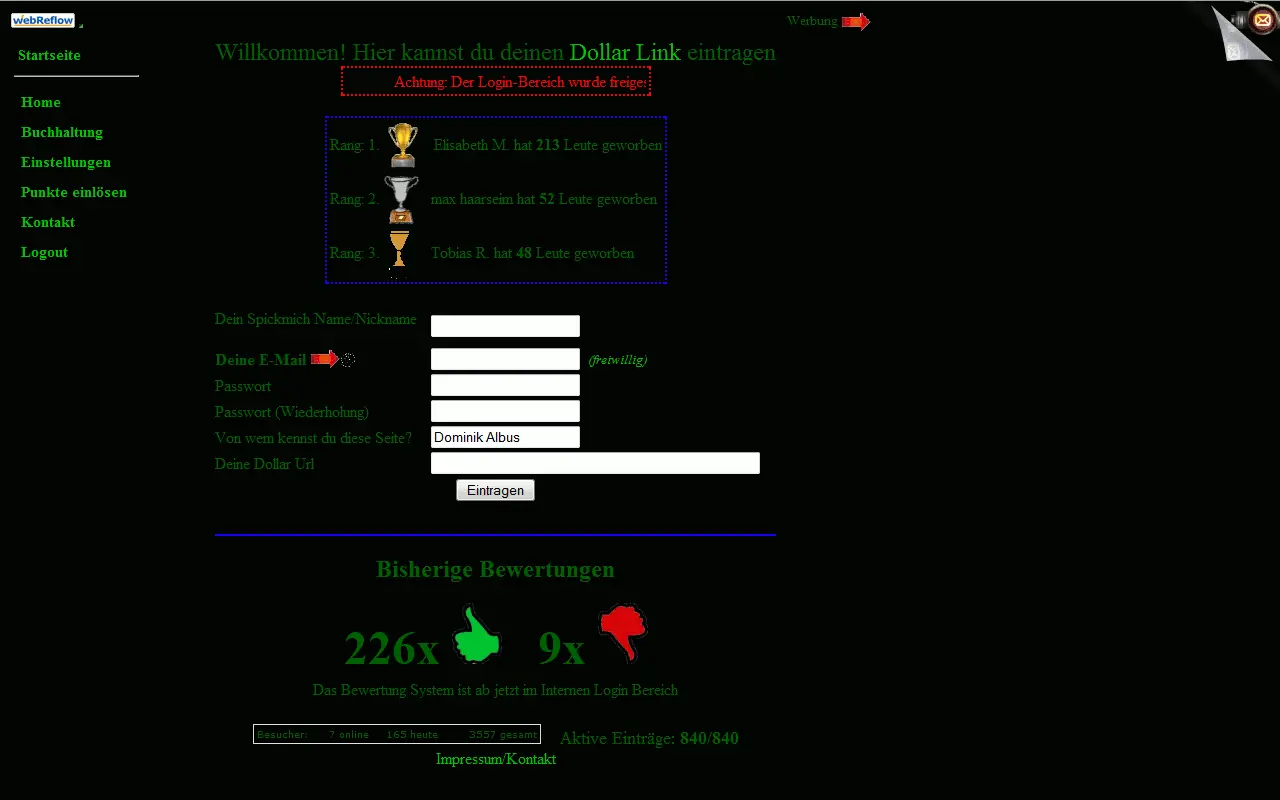 webReflow
Werbung
Startseite
Home
Buchhaltung
Einstellungen
Punkte einlösen
Kontakt
Logout
Willkommen! Hier kannst du deinen Dollar Link eintragen
Achtung: Der Login-Bereich wurde freiges
Rang: 1. Elisabeth M. hat 213 Leute geworben
Rang: 2. max haarseim hat 52 Leute geworben
Rang: 3. Tobias R. hat 48 Leute geworben
Dein Spickmich Name/Nickname
Deine E-Mail (freiwillig)
Passwort
Passwort (Wiederholung)
Von wem kennst du diese Seite? Dominik Albus
Deine Dollar Url
Eintragen
Bisherige Bewertungen
226x 9x
Das Bewertung System ist ab jetzt im Internen Login Bereich
Besucher: 7 online 165 heute 3557 gesamt Aktive Einträge: 840/840
Impressum/Kontakt